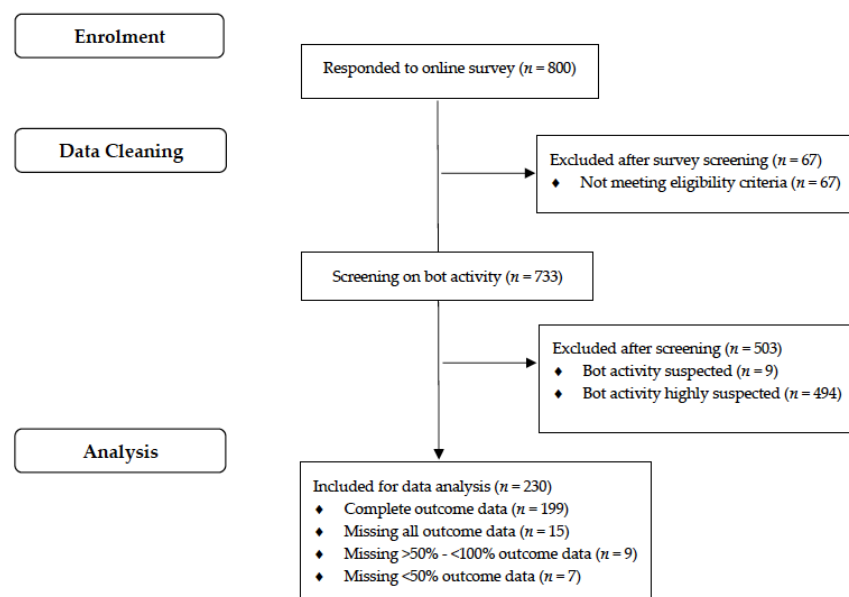 Enrolment
Responded to online survey (n = 800)
Data Cleaning
Excluded after survey screening (n = 67)
♦ Not meeting eligibility criteria (n = 67)
Screening on bot activity (n = 733)
Excluded after screening (n = 503)
♦ Bot activity suspected (n = 9)
♦ Bot activity highly suspected (n = 494)
Analysis
Included for data analysis (n = 230)
♦ Complete outcome data (n = 199)
♦ Missing all outcome data (n = 15)
♦ Missing >50% - <100% outcome data (n = 9)
♦ Missing <50% outcome data (n = 7)